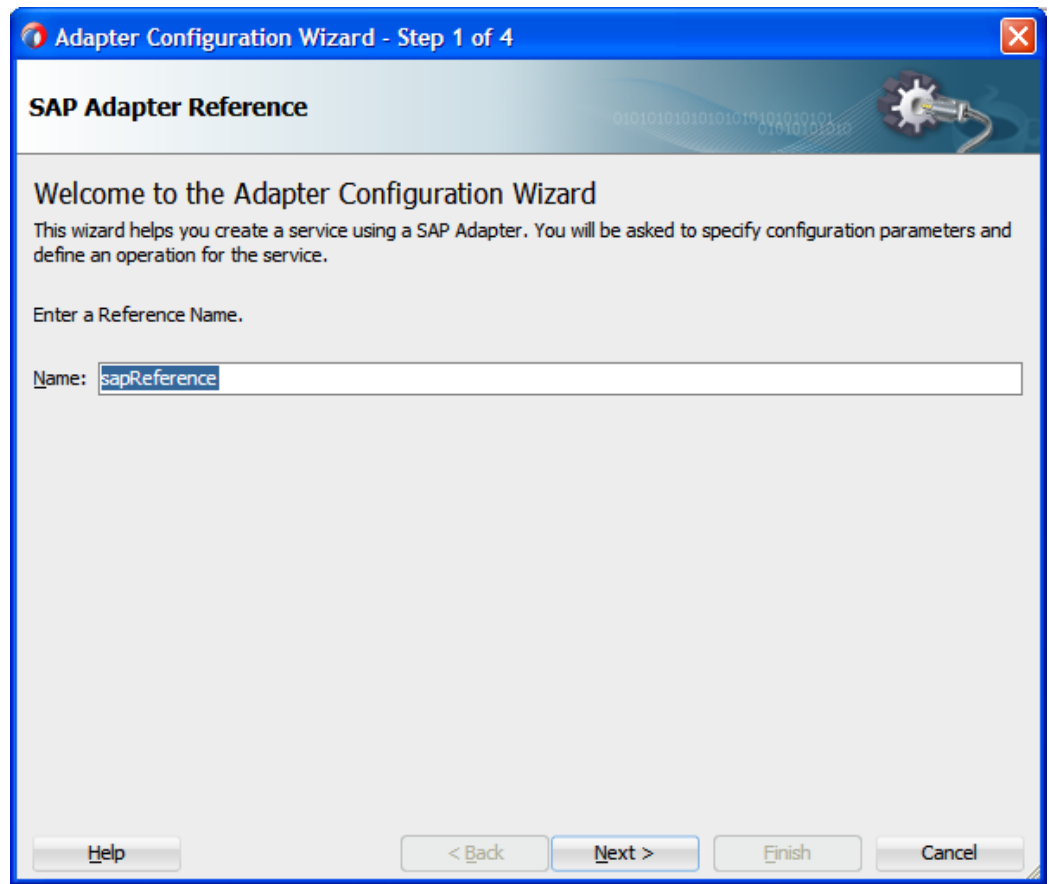 Adapter Configuration Wizard - Step 1 of 4
SAP Adapter Reference
0101010101010101010101010101
01010101010
Welcome to the Adapter Configuration Wizard
This wizard helps you create a service using a SAP Adapter. You will be asked to specify configuration parameters and
define an operation for the service.
Enter a Reference Name.
Name: sapReference
Help < Back Next > Finish Cancel